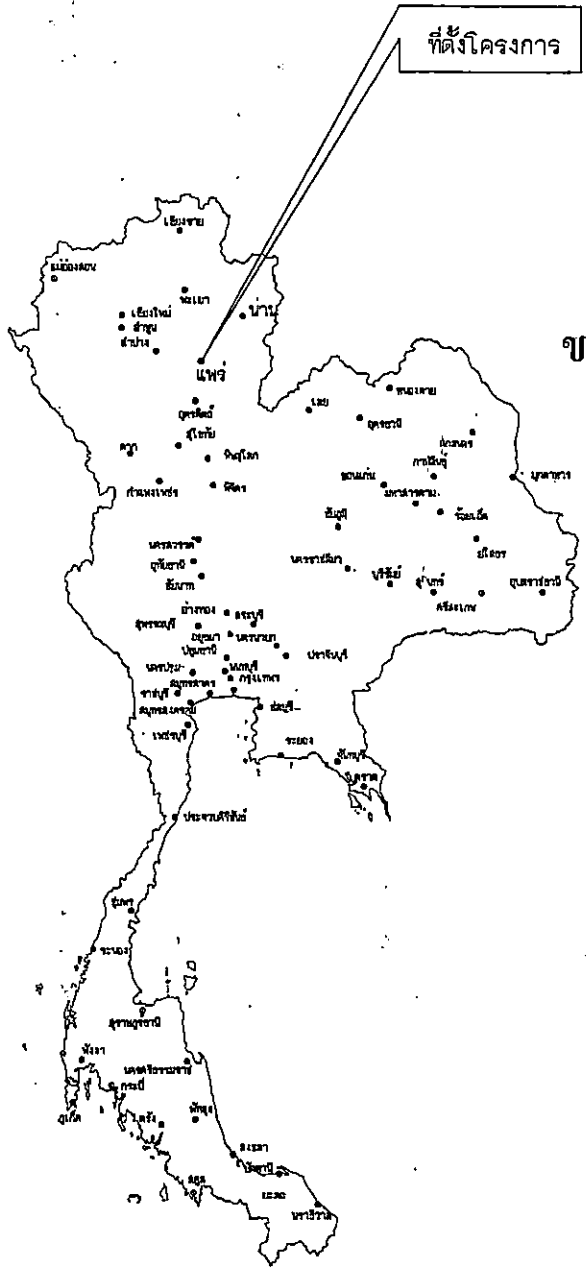 ที่ตั้งโครงการ
เชียงราย
แม่ฮ่องสอน
พะเยา
เชียงใหม่
น่าน
ลำพูน
ลำปาง
แพร่
ข
หนองคาย
เลย
อุดรธานี
อุตรดิตถ์
สกลนคร
สุโขทัย
ตาก
พิษณุโลก
กาฬสินธุ์
ขอนแก่น
มุกดาหาร
มหาสารคาม
กำแพงเพชร
พิจิตร
ร้อยเอ็ด
ชัยภูมิ
ยโสธร
นครสวรรค์
อุทัยธานี
นครราชสีมา
ชัยนาท
บุรีรัมย์
สุรินทร์
อุบลราชธานี
ศรีสะเกษ
อ่างทอง
สระบุรี
สุพรรณบุรี
อยุธยา
นครนายก
ปทุมธานี
ปราจีนบุรี
นครปฐม
นนทบุรี
กรุงเทพฯ
สมุทรสาคร
ราชบุรี
สมุทรสงคราม
ชลบุรี
เพชรบุรี
ระยอง
จันทบุรี
ตราด
ประจวบคีรีขันธ์
ชุมพร
ระนอง
สุราษฎร์ธานี
พังงา
นครศรีธรรมราช
กระบี่
ภูเก็ต
ตรัง
พัทลุง
สงขลา
ปัตตานี
สตูล
ยะลา
นราธิวาส